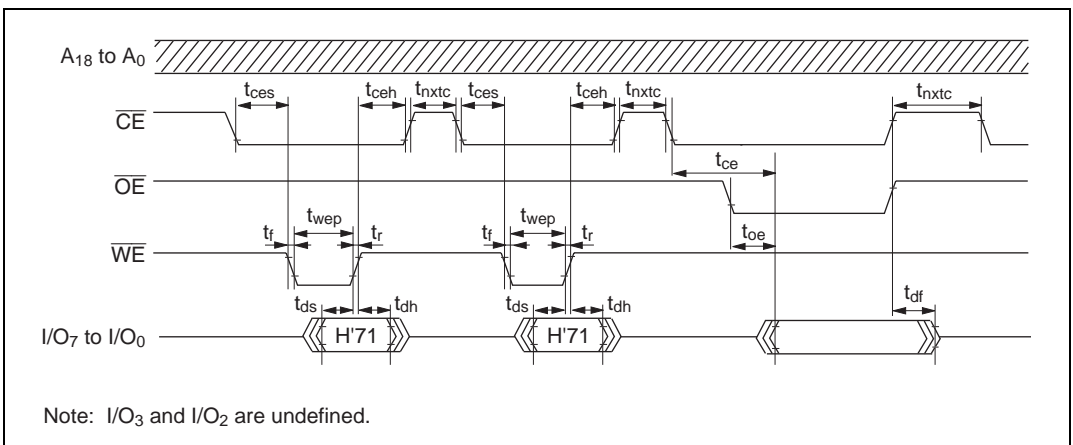 A18 to A0
tces tceh tnxtc tces tceh tnxtc tnxtc
CE
tce
OE
twep twep
tf tr tf tr toe
WE
tds tdh tds tdh tdf
I/O7 to I/O0 H'71 H'71
Note: I/O3 and I/O2 are undefined.